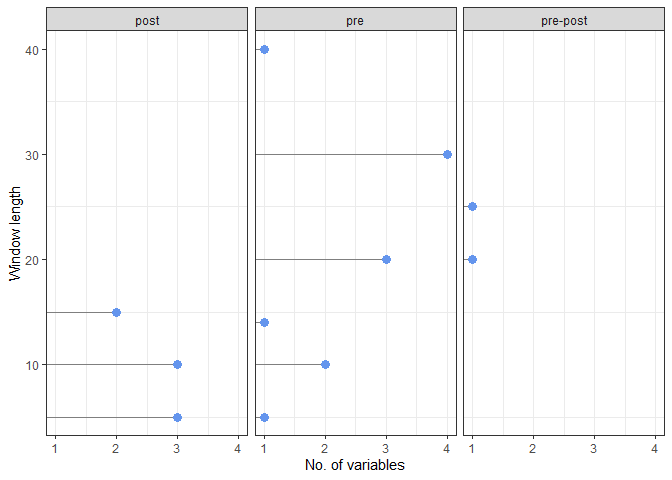 post pre pre-post
Window length
40
30
20
10
1 2 3 4 1 2 3 4 1 2 3 4
No. of variables